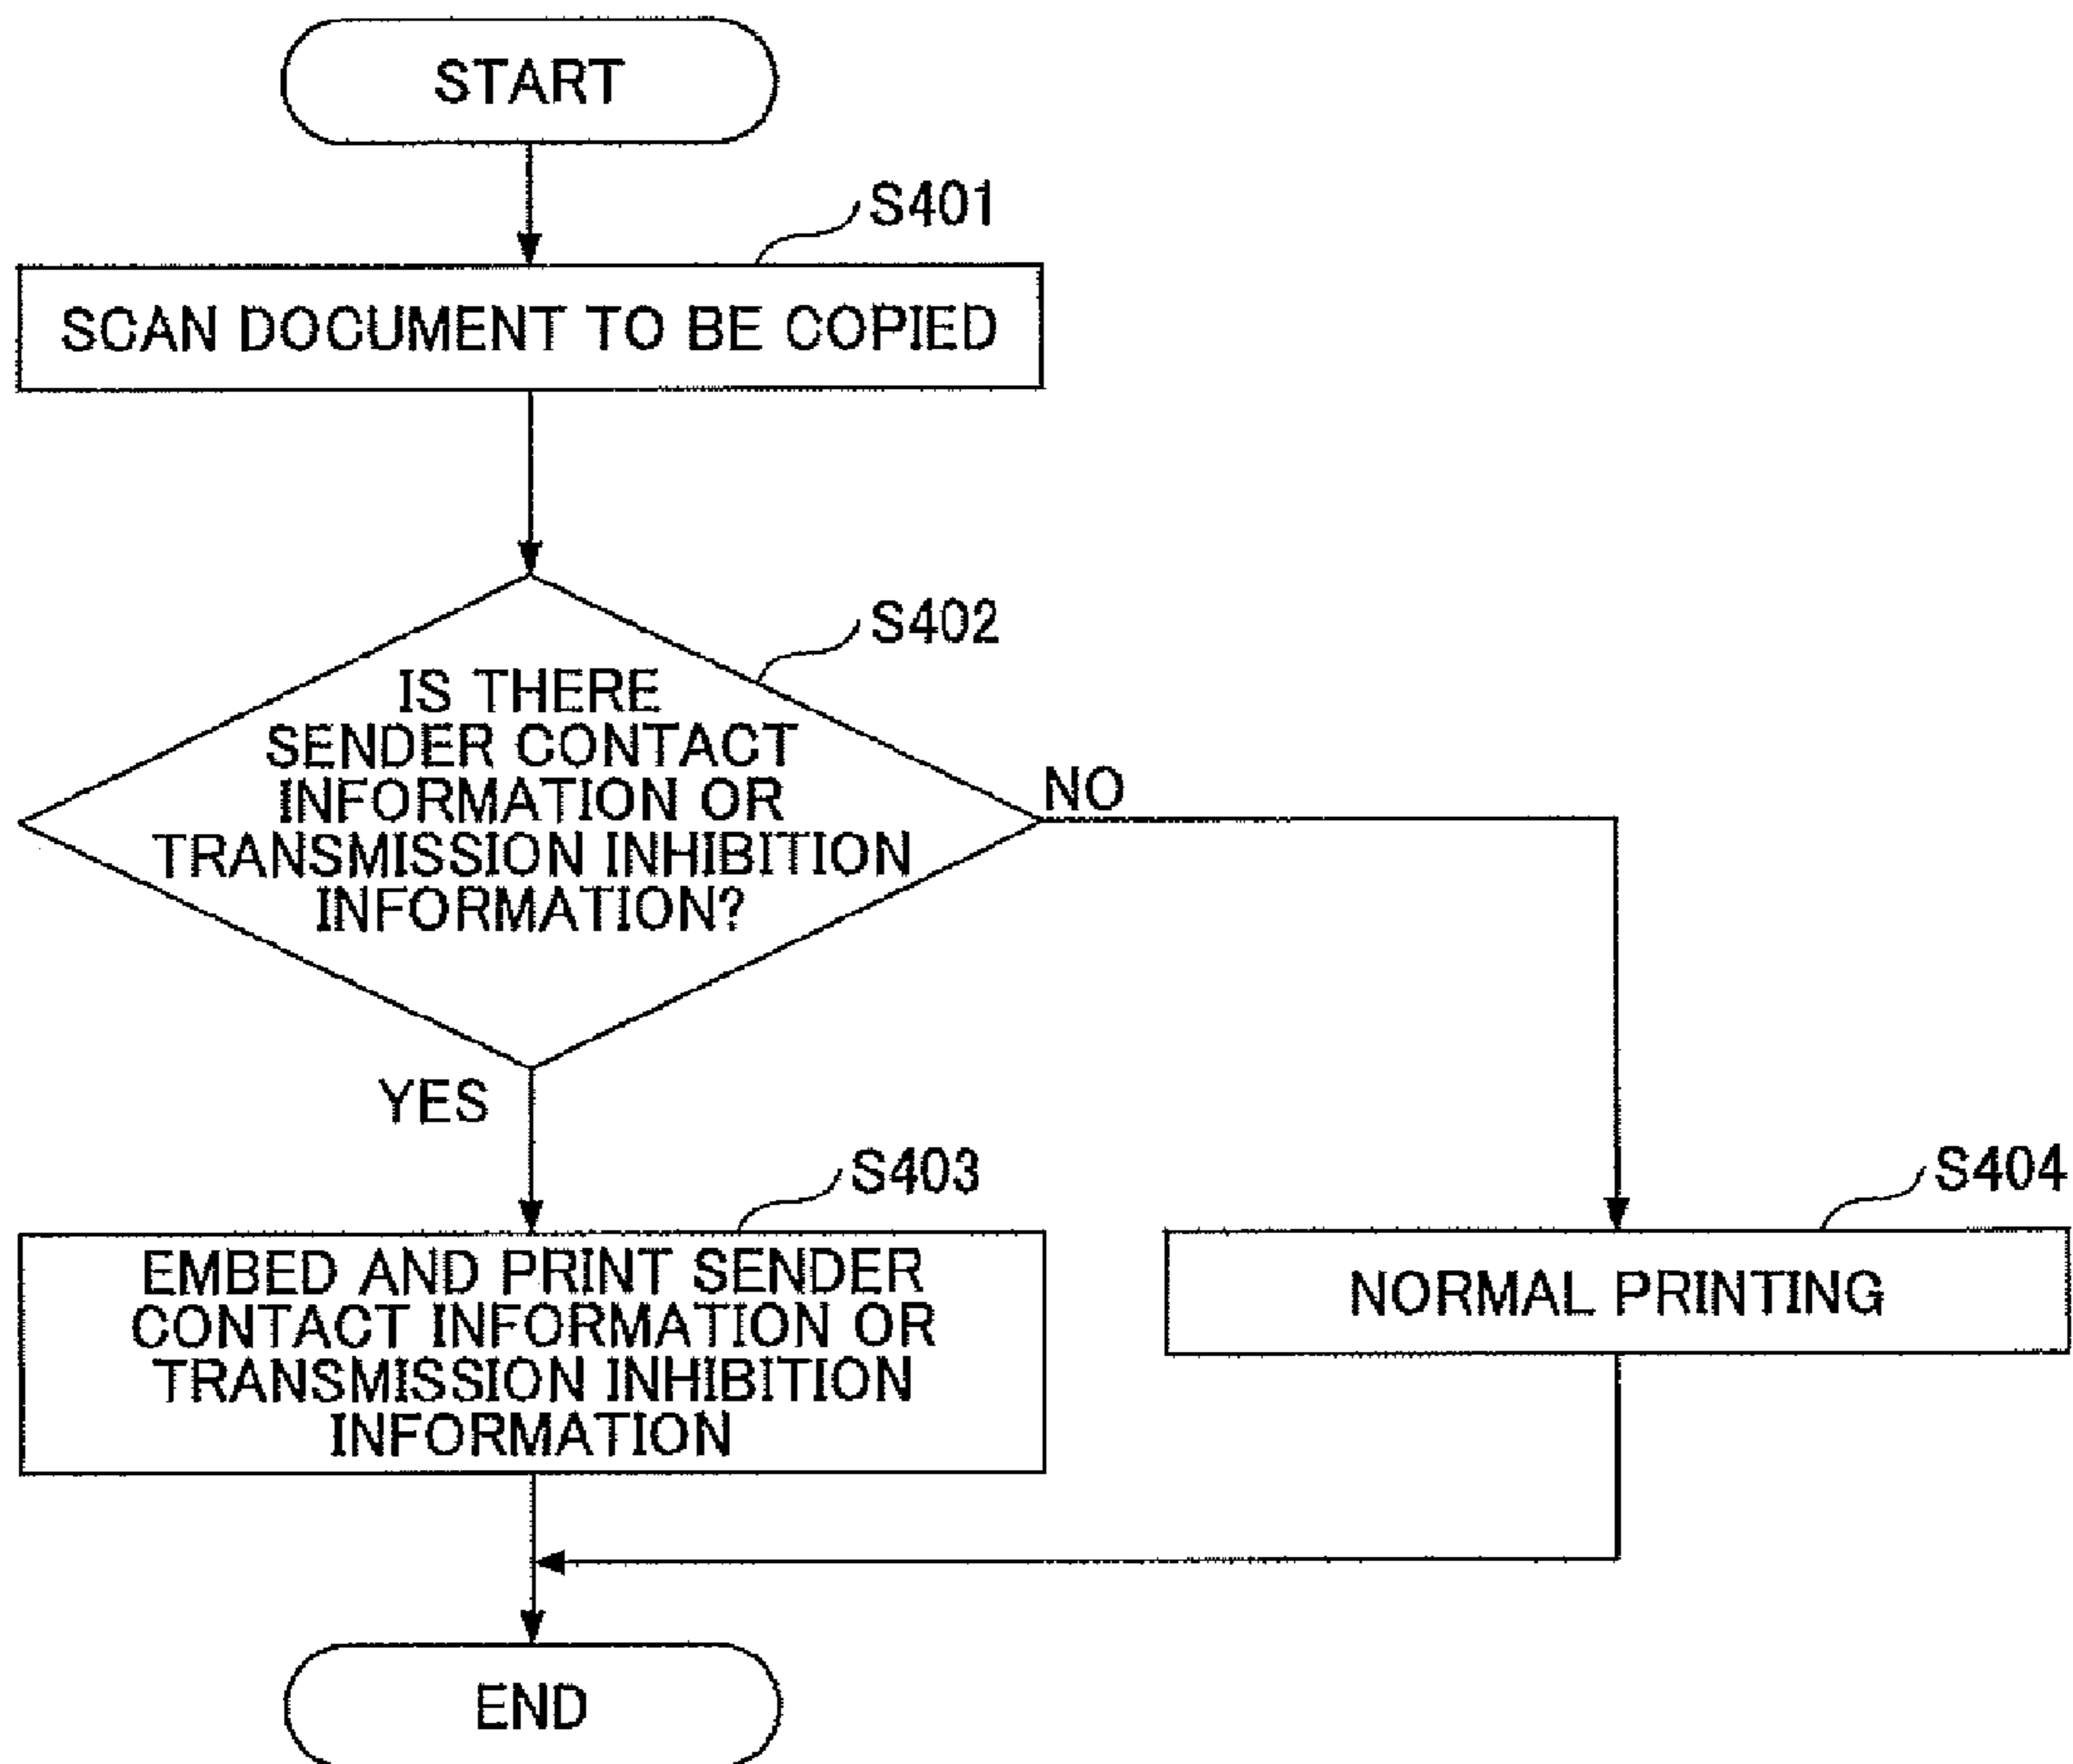 START
S401
SCAN DOCUMENT TO BE COPIED
S402
IS THERE
SENDER CONTACT
INFORMATION OR
TRANSMISSION INHIBITION
INFORMATION?
NO
YES
S403
EMBED AND PRINT SENDER
CONTACT INFORMATION OR
TRANSMISSION INHIBITION
INFORMATION
S404
NORMAL PRINTING
END